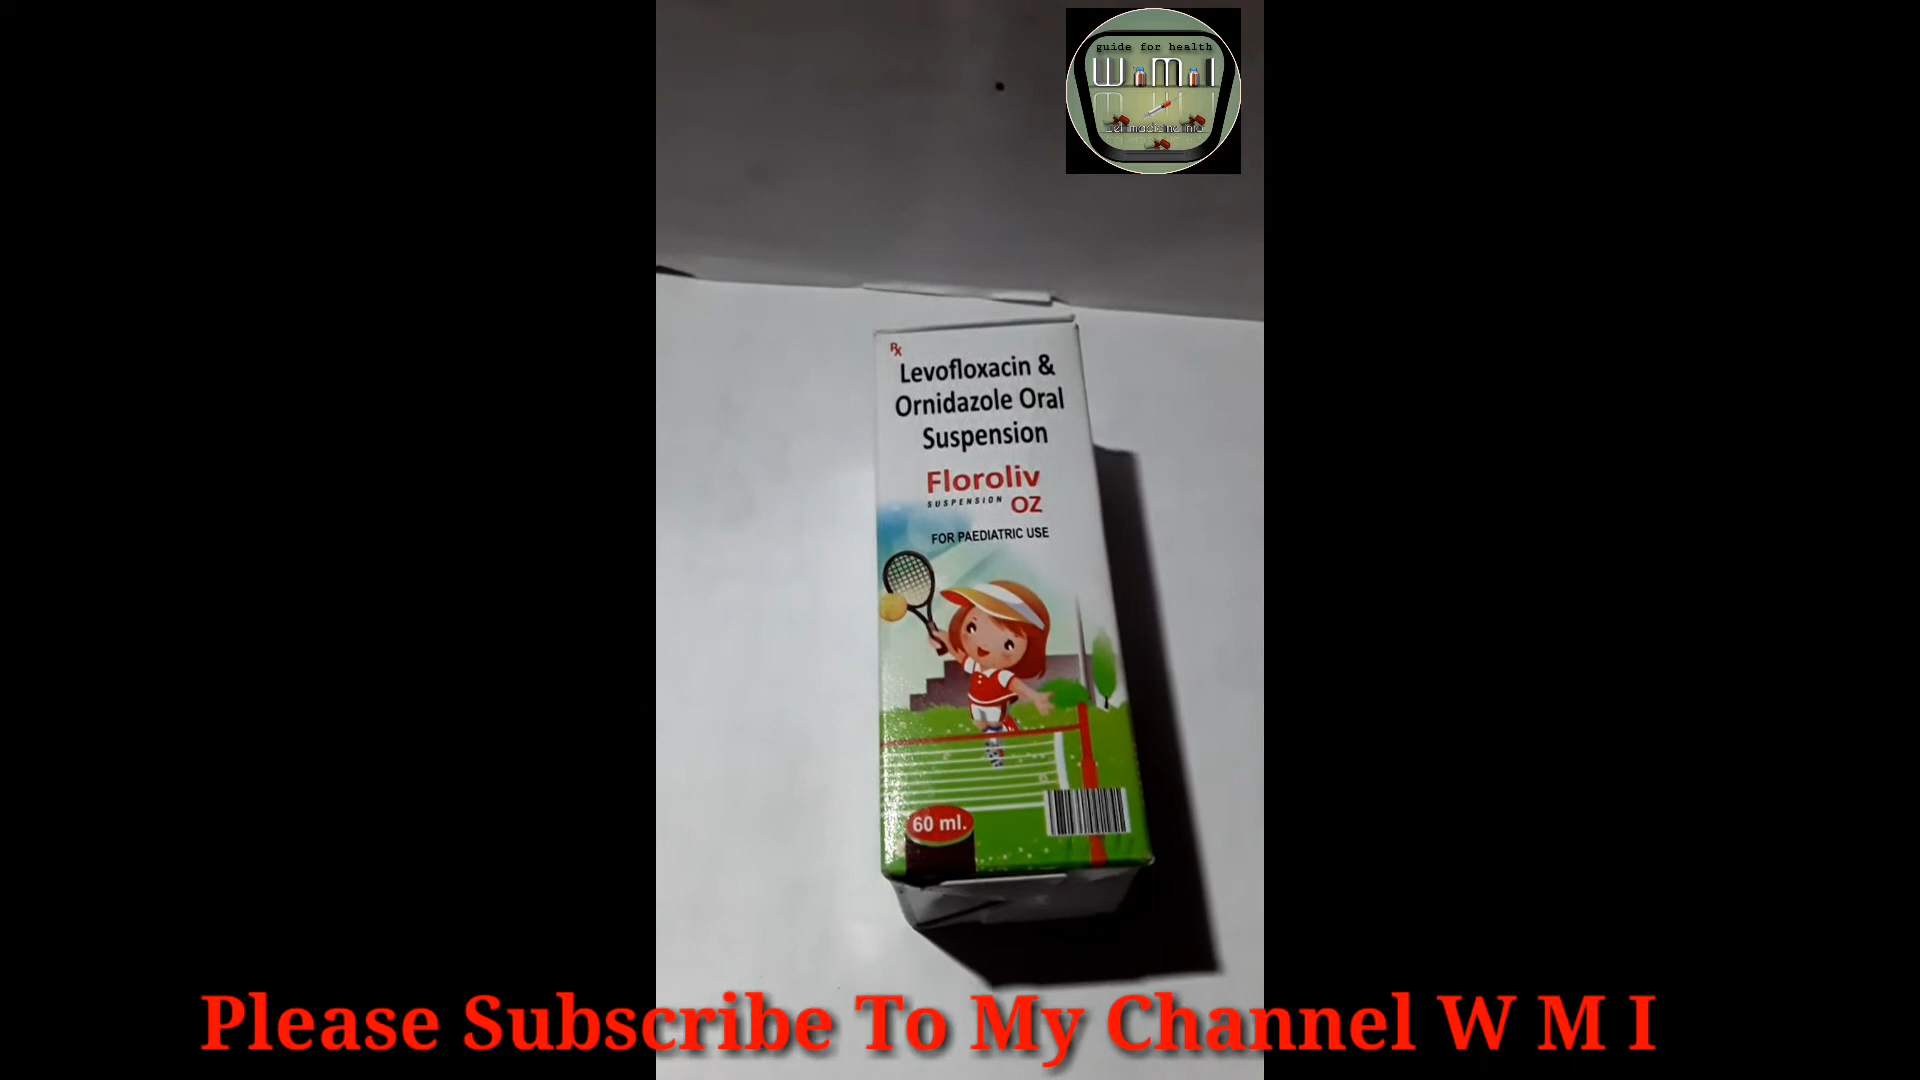 guide for health
W M I
Rx
Levofloxacin &
Ornidazole Oral
Suspension
Floroliv
SUSPENSION OZ
FOR PAEDIATRIC USE
60 ml.
Please Subscribe To My Channel W M I